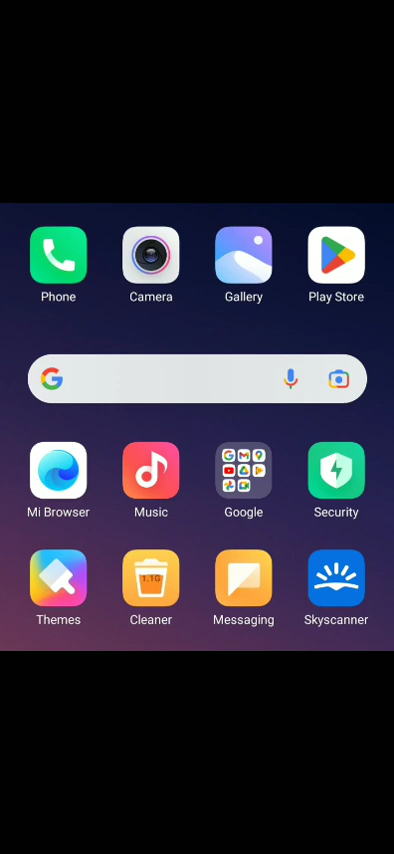 Phone Camera Gallery Play Store
Mi Browser Music Google Security
1.1G
Themes Cleaner Messaging Skyscanner